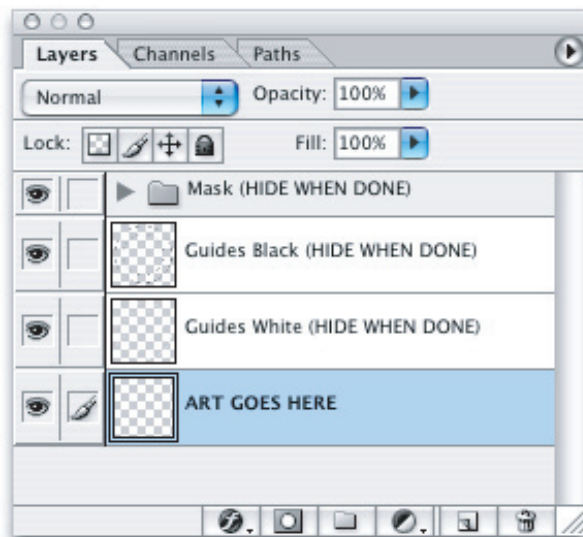 Layers Channels Paths
Normal Opacity: 100%
Lock: Fill: 100%
Mask (HIDE WHEN DONE)
Guides Black (HIDE WHEN DONE)
Guides White (HIDE WHEN DONE)
ART GOES HERE